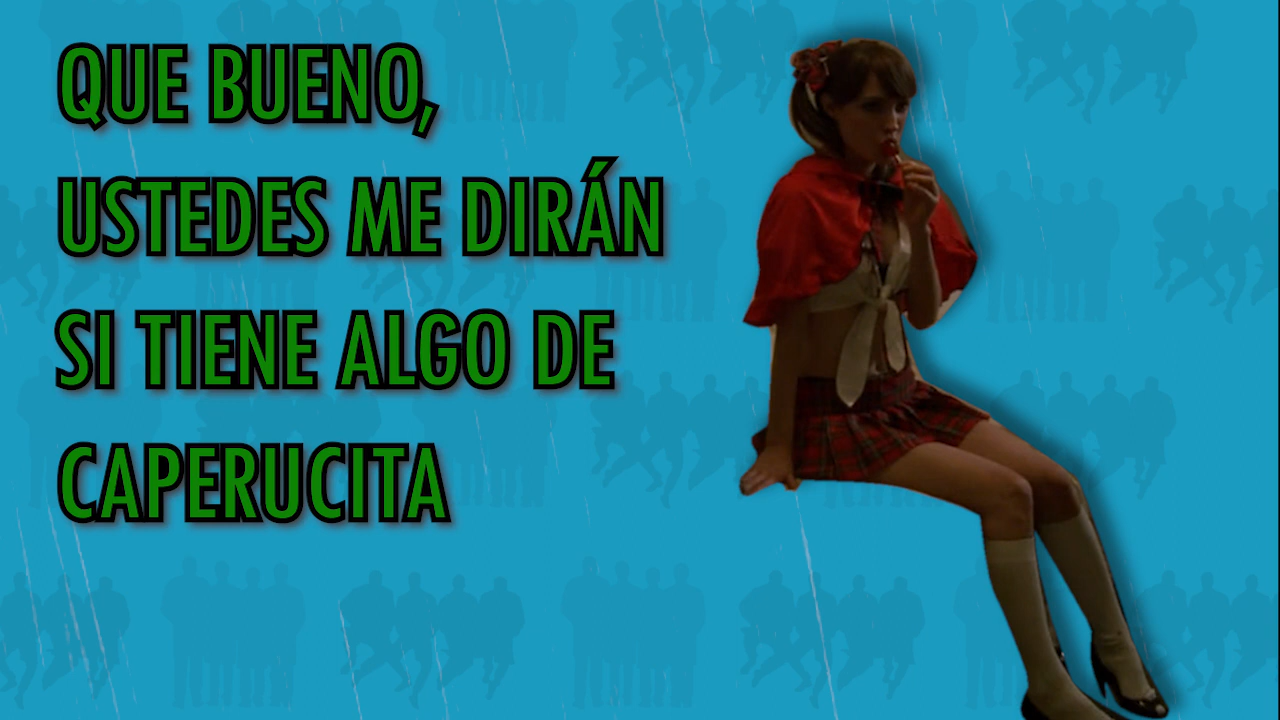 QUE BUENO,
USTEDES ME DIRÁN
SI TIENE ALGO DE
CAPERUCITA